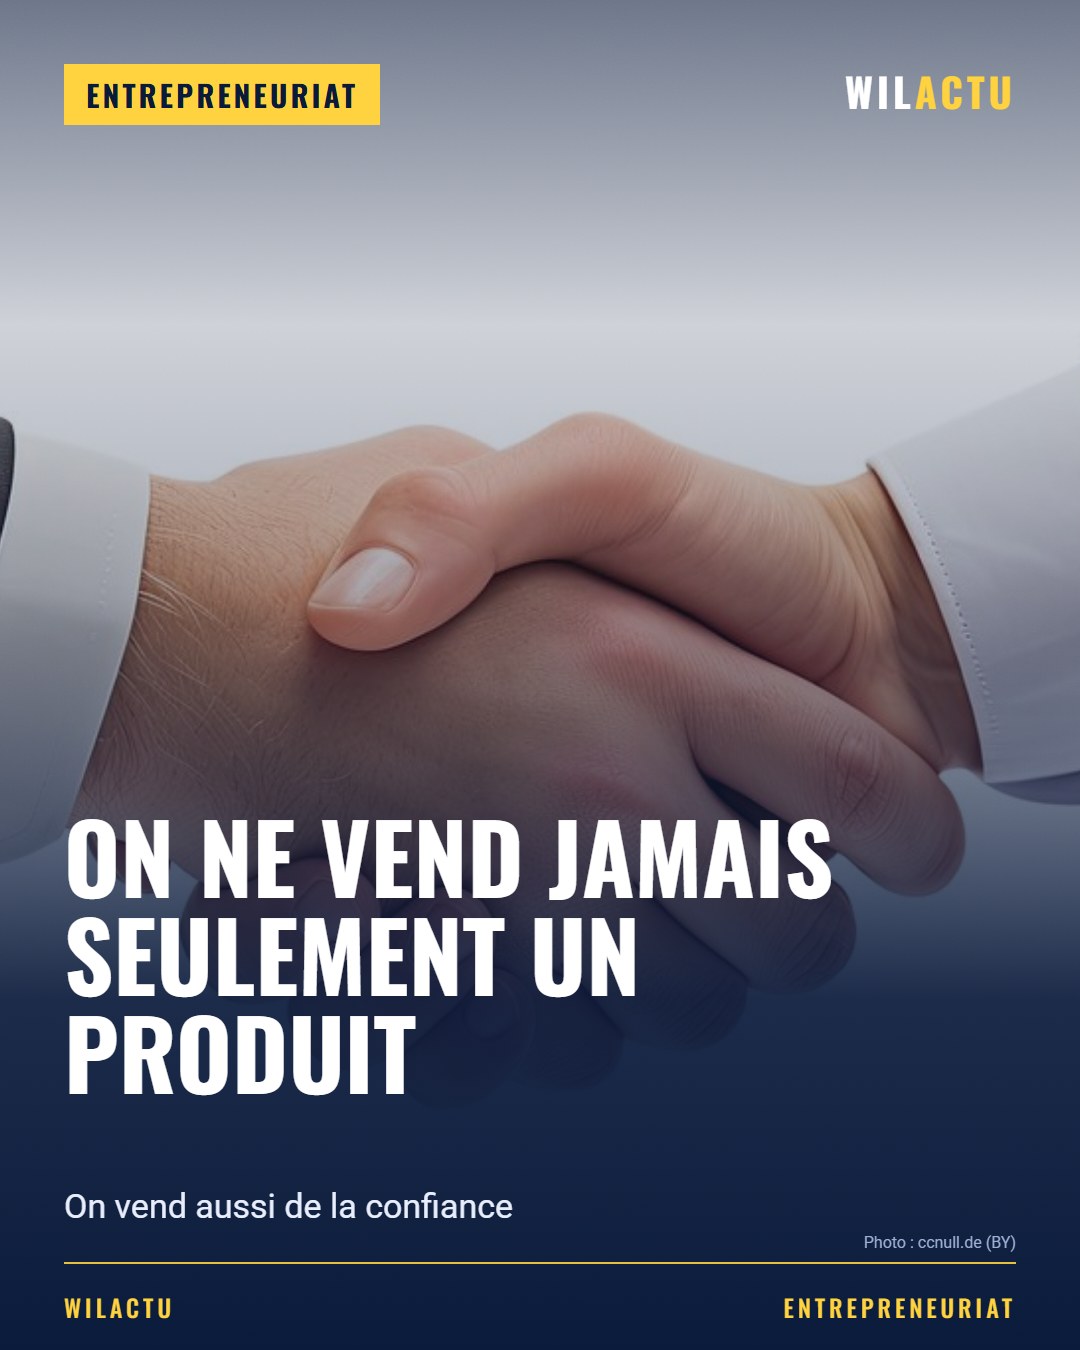 ENTREPRENEURIAT
WILACTU
ON NE VEND JAMAIS
SEULEMENT UN
PRODUIT
On vend aussi de la confiance
Photo : ccnull.de (BY)
WILACTU
ENTREPRENEURIAT